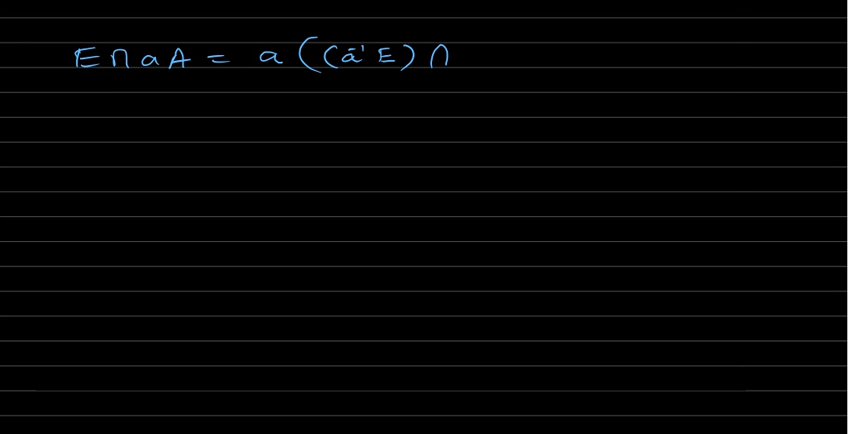 E ∩ aA = a((a⁻¹E) ∩